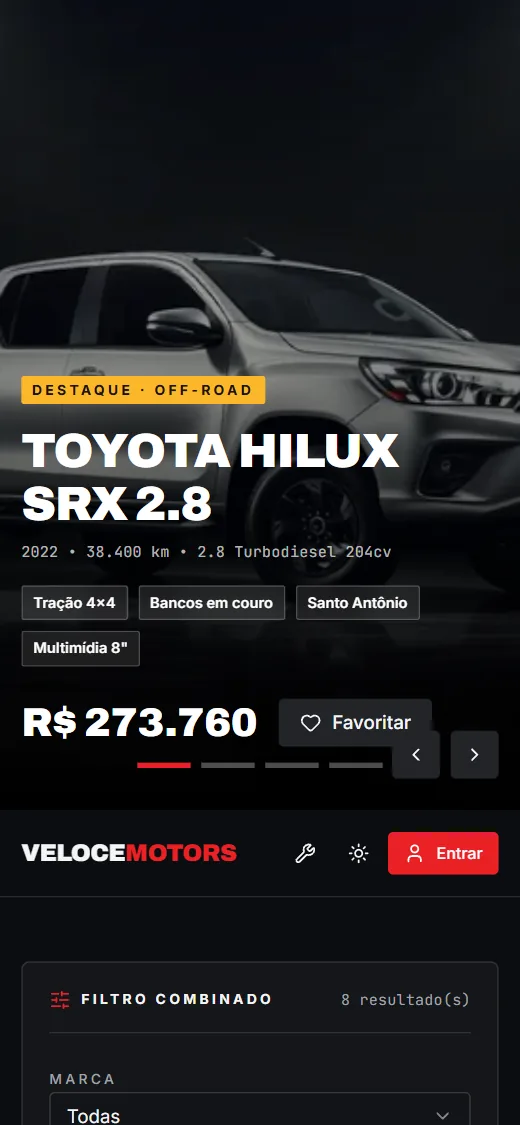 DESTAQUE · OFF-ROAD
TOYOTA HILUX
SRX 2.8
2022 • 38.400 km • 2.8 Turbodiesel 204cv
Tração 4×4
Bancos em couro
Santo Antônio
Multimídia 8"
R$ 273.760
Favoritar
VELOCEMOTORS
Entrar
FILTRO COMBINADO
8 resultado(s)
MARCA
Todas